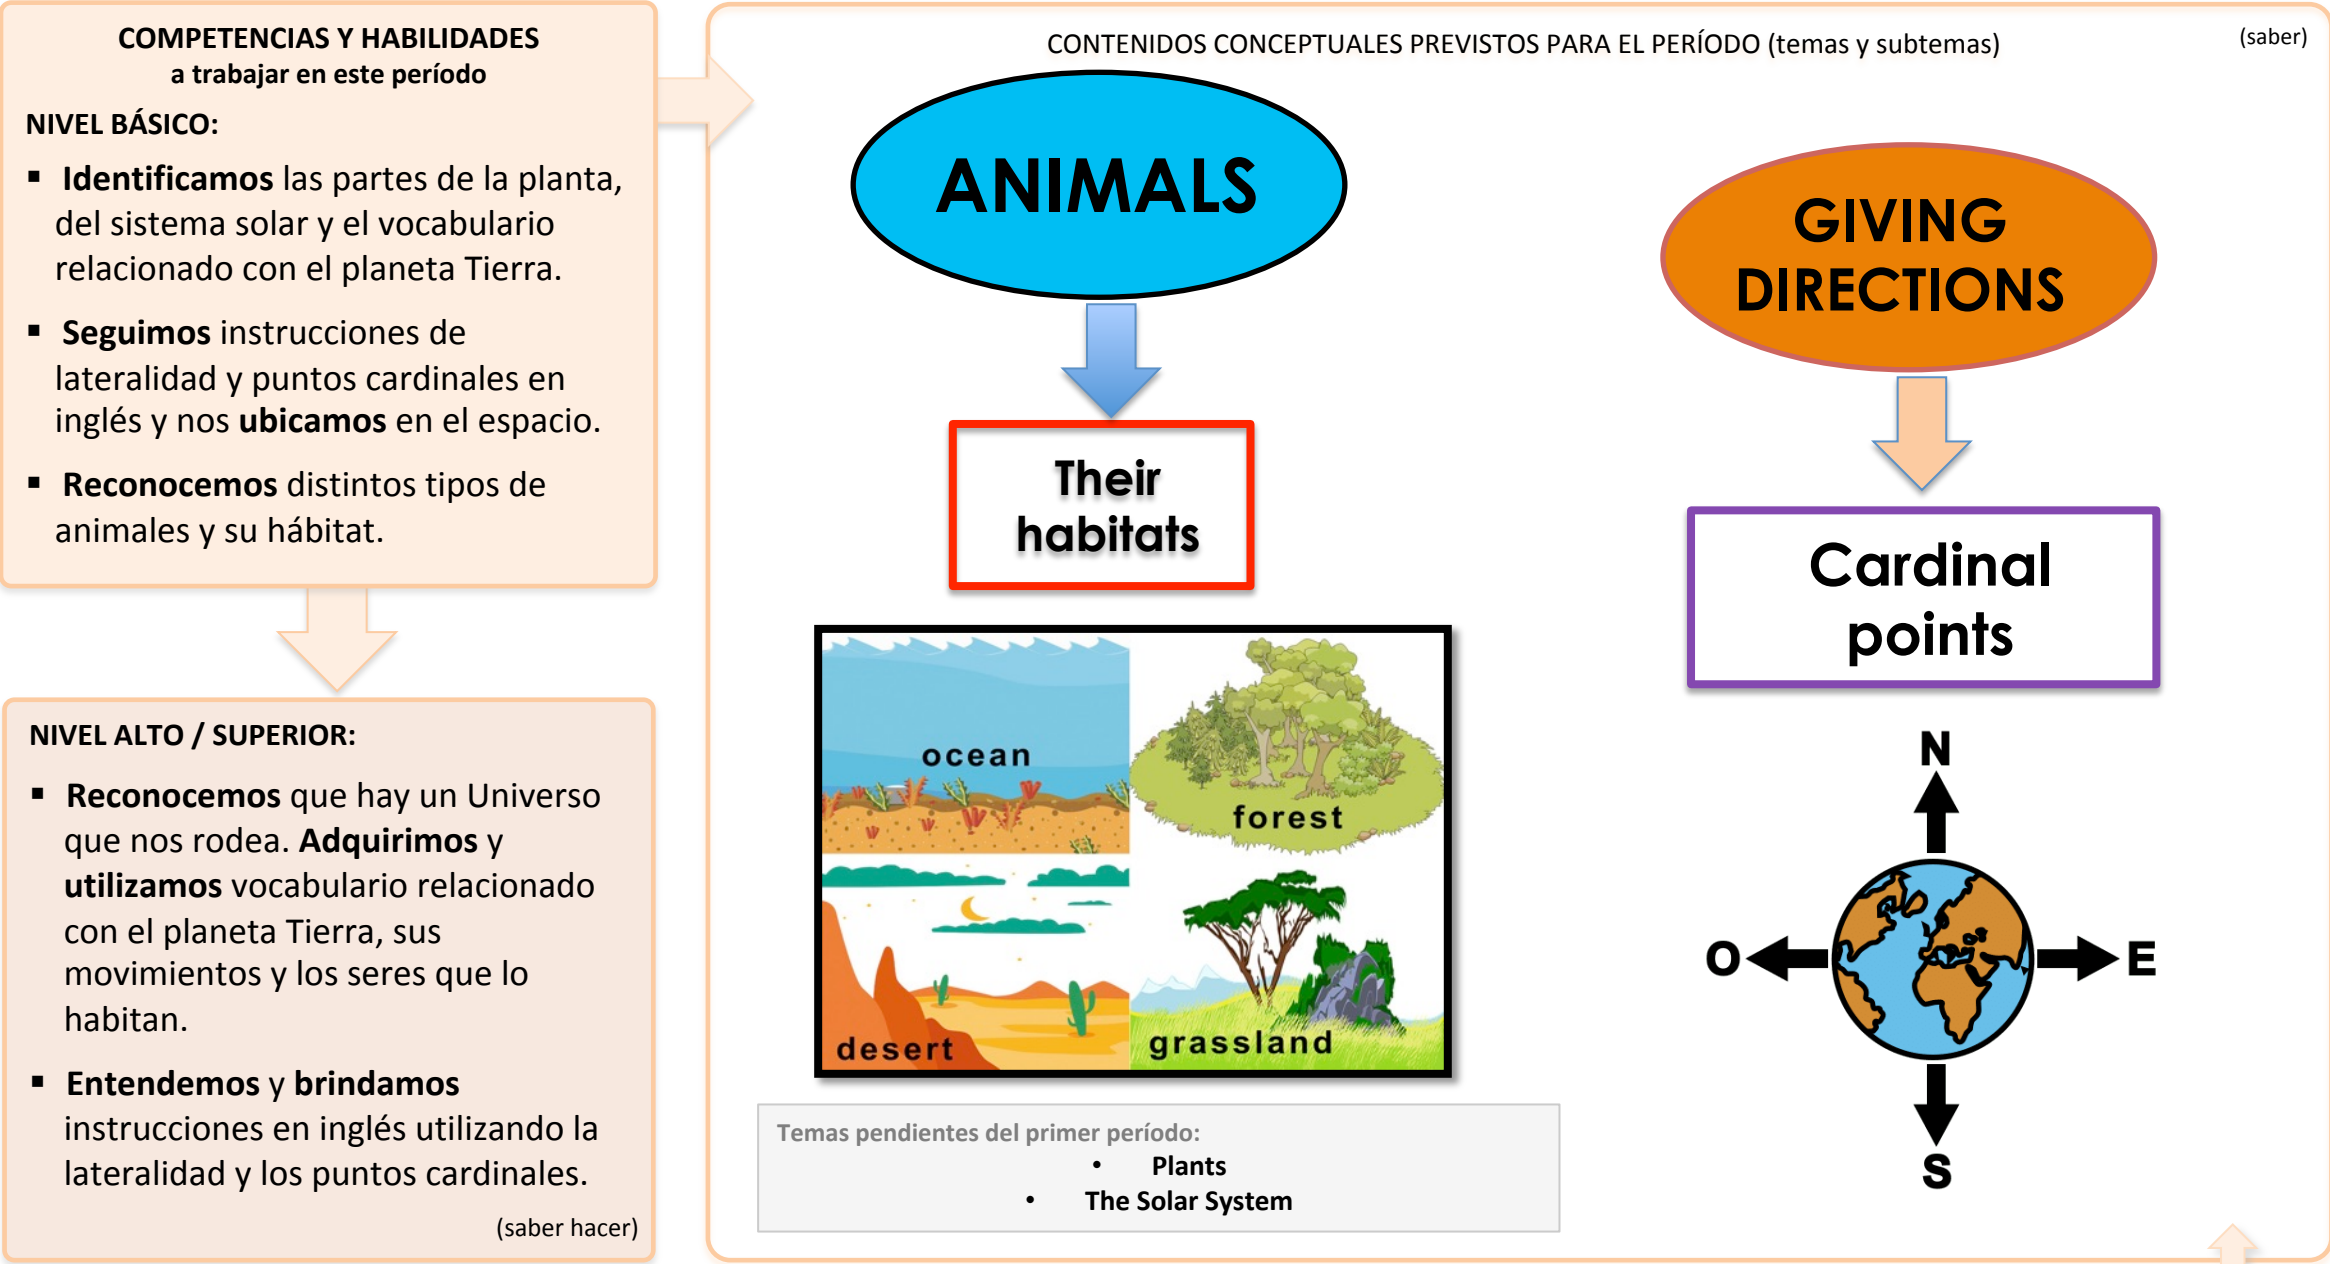 COMPETENCIAS Y HABILIDADES
a trabajar en este período
NIVEL BÁSICO:
▪ Identificamos las partes de la planta,
del sistema solar y el vocabulario
relacionado con el planeta Tierra.
▪ Seguimos instrucciones de
lateralidad y puntos cardinales en
inglés y nos ubicamos en el espacio.
▪ Reconocemos distintos tipos de
animales y su hábitat.
NIVEL ALTO / SUPERIOR:
▪ Reconocemos que hay un Universo
que nos rodea. Adquirimos y
utilizamos vocabulario relacionado
con el planeta Tierra, sus
movimientos y los seres que lo
habitan.
▪ Entendemos y brindamos
instrucciones en inglés utilizando la
lateralidad y los puntos cardinales.
(saber hacer)
CONTENIDOS CONCEPTUALES PREVISTOS PARA EL PERÍODO (temas y subtemas)
(saber)
ANIMALS
Their
habitats
ocean
forest
desert
grassland
Temas pendientes del primer período:
• Plants
• The Solar System
GIVING
DIRECTIONS
Cardinal
points
N
O
E
S